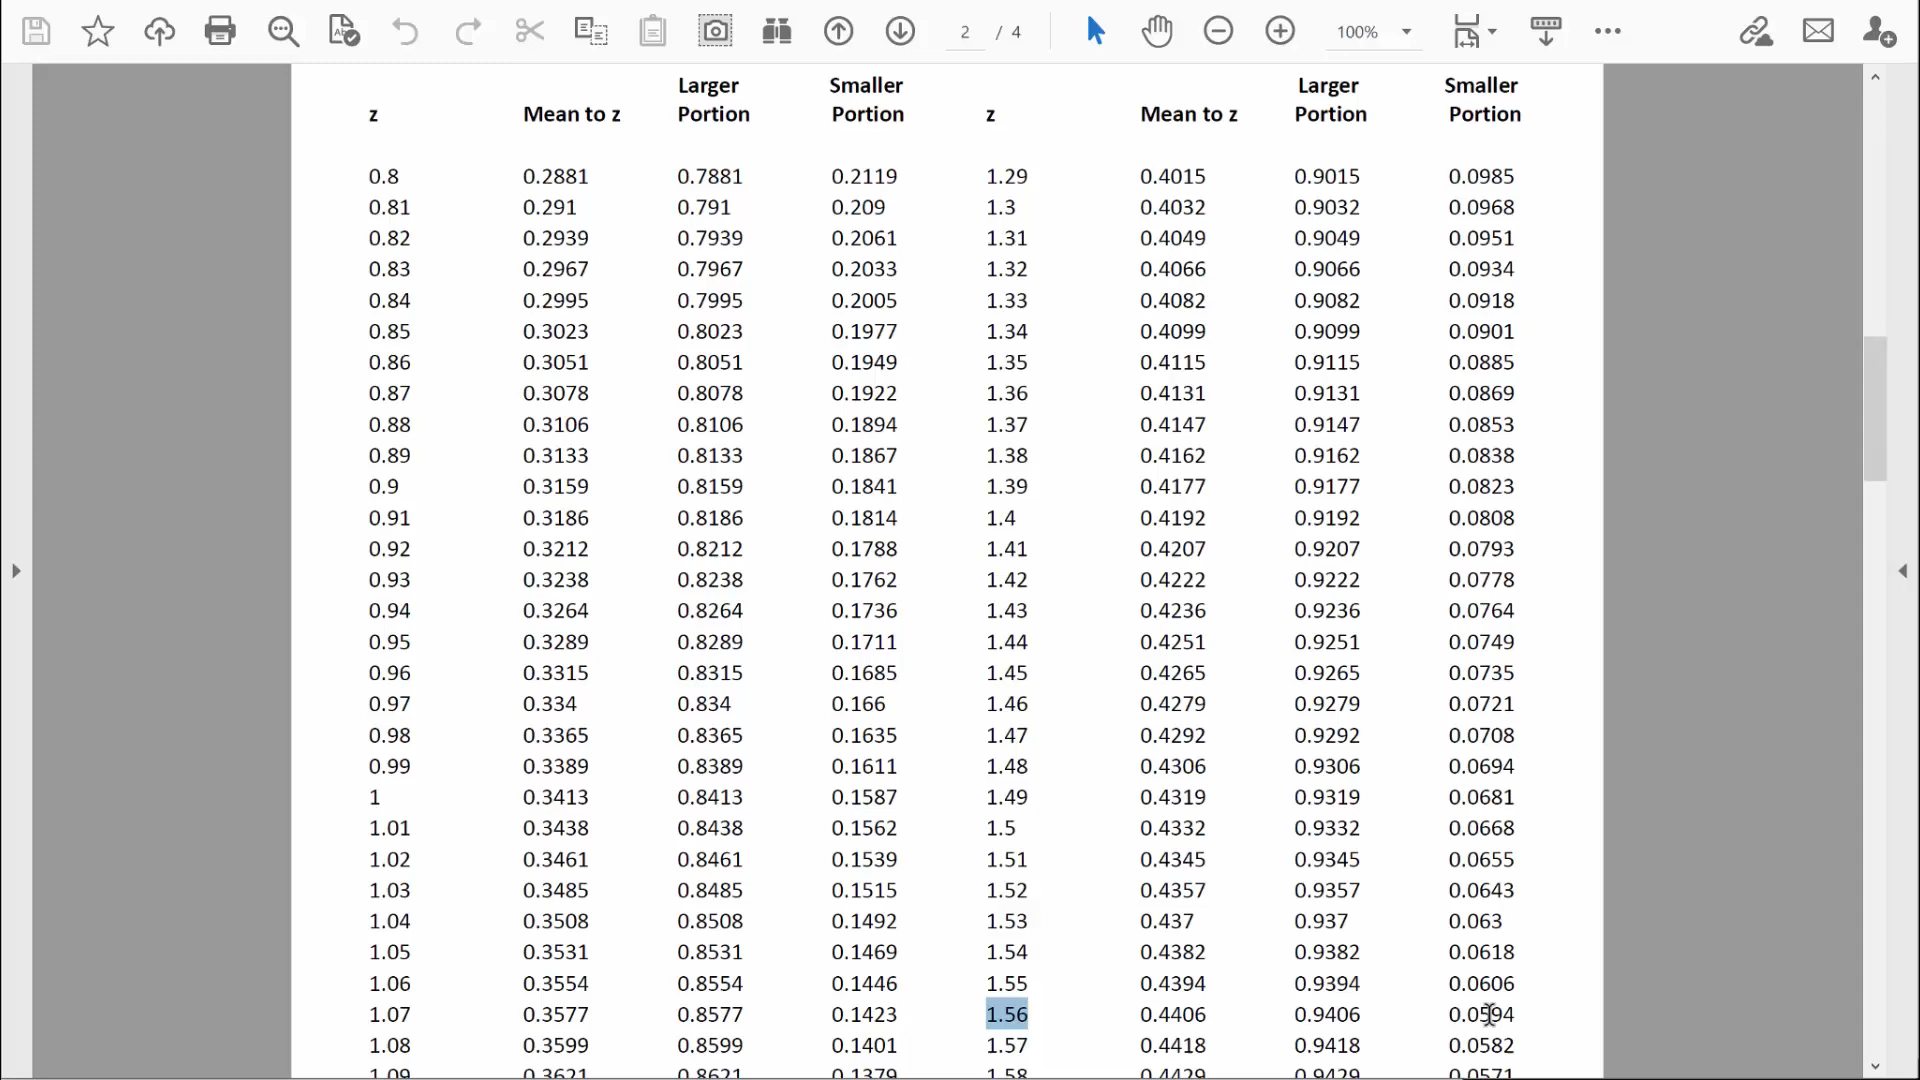 2 / 4 100%
Larger Smaller Larger Smaller
z Mean to z Portion Portion z Mean to z Portion Portion
0.8 0.2881 0.7881 0.2119 1.29 0.4015 0.9015 0.0985
0.81 0.291 0.791 0.209 1.3 0.4032 0.9032 0.0968
0.82 0.2939 0.7939 0.2061 1.31 0.4049 0.9049 0.0951
0.83 0.2967 0.7967 0.2033 1.32 0.4066 0.9066 0.0934
0.84 0.2995 0.7995 0.2005 1.33 0.4082 0.9082 0.0918
0.85 0.3023 0.8023 0.1977 1.34 0.4099 0.9099 0.0901
0.86 0.3051 0.8051 0.1949 1.35 0.4115 0.9115 0.0885
0.87 0.3078 0.8078 0.1922 1.36 0.4131 0.9131 0.0869
0.88 0.3106 0.8106 0.1894 1.37 0.4147 0.9147 0.0853
0.89 0.3133 0.8133 0.1867 1.38 0.4162 0.9162 0.0838
0.9 0.3159 0.8159 0.1841 1.39 0.4177 0.9177 0.0823
0.91 0.3186 0.8186 0.1814 1.4 0.4192 0.9192 0.0808
0.92 0.3212 0.8212 0.1788 1.41 0.4207 0.9207 0.0793
0.93 0.3238 0.8238 0.1762 1.42 0.4222 0.9222 0.0778
0.94 0.3264 0.8264 0.1736 1.43 0.4236 0.9236 0.0764
0.95 0.3289 0.8289 0.1711 1.44 0.4251 0.9251 0.0749
0.96 0.3315 0.8315 0.1685 1.45 0.4265 0.9265 0.0735
0.97 0.334 0.834 0.166 1.46 0.4279 0.9279 0.0721
0.98 0.3365 0.8365 0.1635 1.47 0.4292 0.9292 0.0708
0.99 0.3389 0.8389 0.1611 1.48 0.4306 0.9306 0.0694
1 0.3413 0.8413 0.1587 1.49 0.4319 0.9319 0.0681
1.01 0.3438 0.8438 0.1562 1.5 0.4332 0.9332 0.0668
1.02 0.3461 0.8461 0.1539 1.51 0.4345 0.9345 0.0655
1.03 0.3485 0.8485 0.1515 1.52 0.4357 0.9357 0.0643
1.04 0.3508 0.8508 0.1492 1.53 0.437 0.937 0.063
1.05 0.3531 0.8531 0.1469 1.54 0.4382 0.9382 0.0618
1.06 0.3554 0.8554 0.1446 1.55 0.4394 0.9394 0.0606
1.07 0.3577 0.8577 0.1423 1.56 0.4406 0.9406 0.0594
1.08 0.3599 0.8599 0.1401 1.57 0.4418 0.9418 0.0582
1.09 0.3621 0.8621 0.1379 1.58 0.4429 0.9429 0.0571